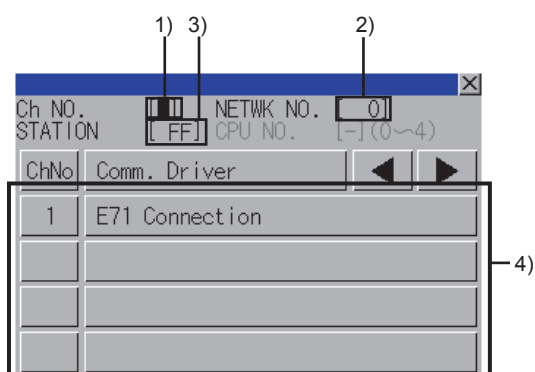 1) 3) 2)
Ch NO. [ ] NETWK NO. [ 0]
STATION [ FF] CPU NO. [-](0~4)
ChNo Comm. Driver ◀ ▶
1 E71 Connection
4)